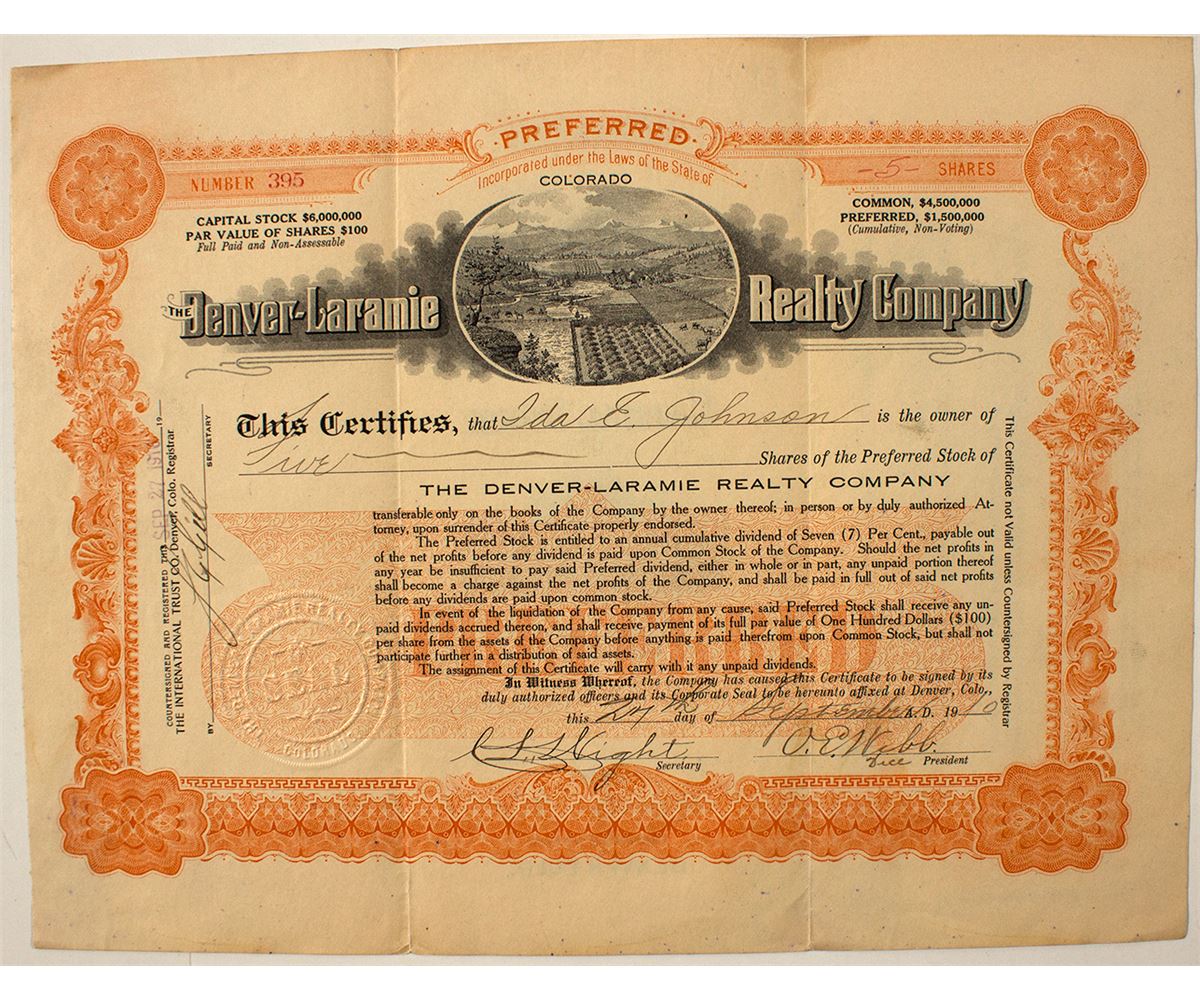 PREFERRED
Incorporated under the Laws of the State of
COLORADO
NUMBER 395
-5- SHARES
CAPITAL STOCK $6,000,000
PAR VALUE OF SHARES $100
Full Paid and Non-Assessable
COMMON, $4,500,000
PREFERRED, $1,500,000
(Cumulative, Non-Voting)
THE Denver-Laramie Realty Company
This Certifies, that Ida E. Johnson is the owner of
Five Shares of the Preferred Stock of
THE DENVER-LARAMIE REALTY COMPANY
transferable only on the books of the Company by the owner thereof; in person or by duly authorized At-
torney, upon surrender of this Certificate properly endorsed.
The Preferred Stock is entitled to an annual cumulative dividend of Seven (7) Per Cent., payable out
of the net profits before any dividend is paid upon Common Stock of the Company. Should the net profits in
any year be insufficient to pay said Preferred dividend, either in whole or in part, any unpaid portion thereof
shall become a charge against the net profits of the Company, and shall be paid in full out of said net profits
before any dividends are paid upon common stock.
In event of the liquidation of the Company from any cause, said Preferred Stock shall receive any un-
paid dividends accrued thereon, and shall receive payment of its full par value of One Hundred Dollars ($100)
per share from the assets of the Company before anything is paid therefrom upon Common Stock, but shall not
participate further in a distribution of said assets.
The assignment of this Certificate will carry with it any unpaid dividends.
In Witness Whereof, the Company has caused this Certificate to be signed by its
duly authorized officers and its Corporate Seal to be hereunto affixed at Denver, Colo.,
this 27th day of September A.D. 1910
Secretary
O. E. Webb
Vice President
COUNTERSIGNED AND REGISTERED THIS SEP 27 1910 19
THE INTERNATIONAL TRUST CO. Denver, Colo. Registrar
BY SECRETARY
This Certificate not Valid unless Countersigned by Registrar
REALTY
COLORADO